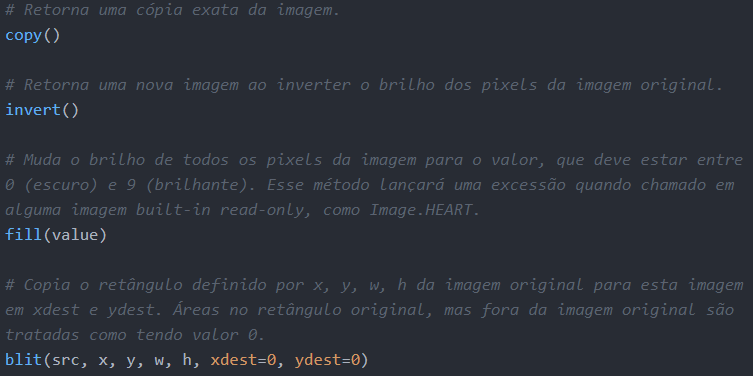 # Retorna uma cópia exata da imagem.
copy()
# Retorna uma nova imagem ao inverter o brilho dos pixels da imagem original.
invert()
# Muda o brilho de todos os pixels da imagem para o valor, que deve estar entre
0 (escuro) e 9 (brilhante). Esse método lançará uma excessão quando chamado em
alguma imagem built-in read-only, como Image.HEART.
fill(value)
# Copia o retângulo definido por x, y, w, h da imagem original para esta imagem
em xdest e ydest. Áreas no retângulo original, mas fora da imagem original são
tratadas como tendo valor 0.
blit(src, x, y, w, h, xdest=0, ydest=0)